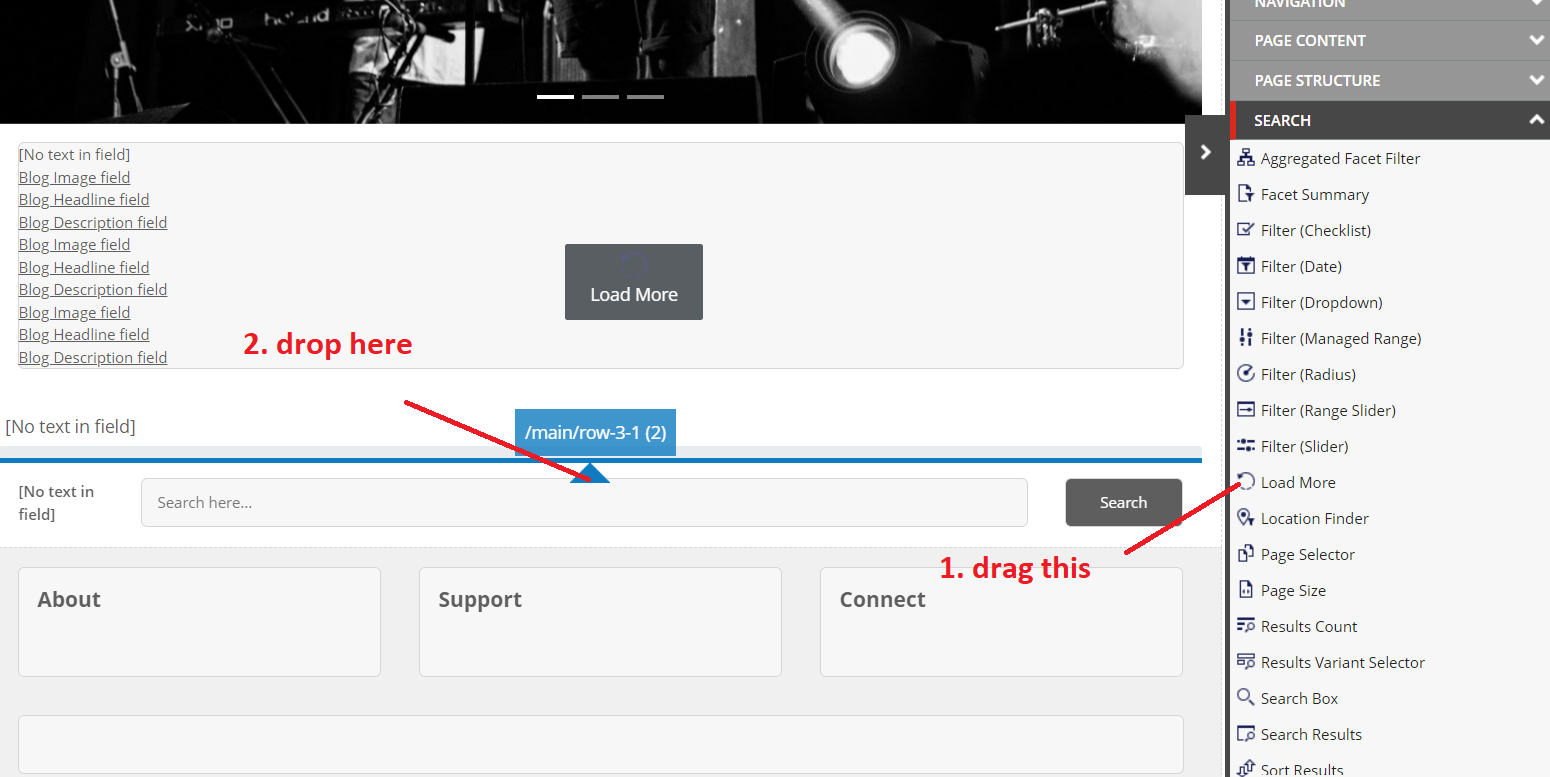 NAVIGATION
PAGE CONTENT
PAGE STRUCTURE
SEARCH
Aggregated Facet Filter
Facet Summary
Filter (Checklist)
Filter (Date)
Filter (Dropdown)
Filter (Managed Range)
Filter (Radius)
Filter (Range Slider)
Filter (Slider)
Load More
Location Finder
Page Selector
Page Size
Results Count
Results Variant Selector
Search Box
Search Results
Sort Results
[No text in field]
Blog Image field
Blog Headline field
Blog Description field
Blog Image field
Blog Headline field
Blog Description field
Blog Image field
Blog Headline field
Blog Description field
Load More
2. drop here
[No text in field]
/main/row-3-1 (2)
[No text in
field]
Search here...
Search
1. drag this
About
Support
Connect